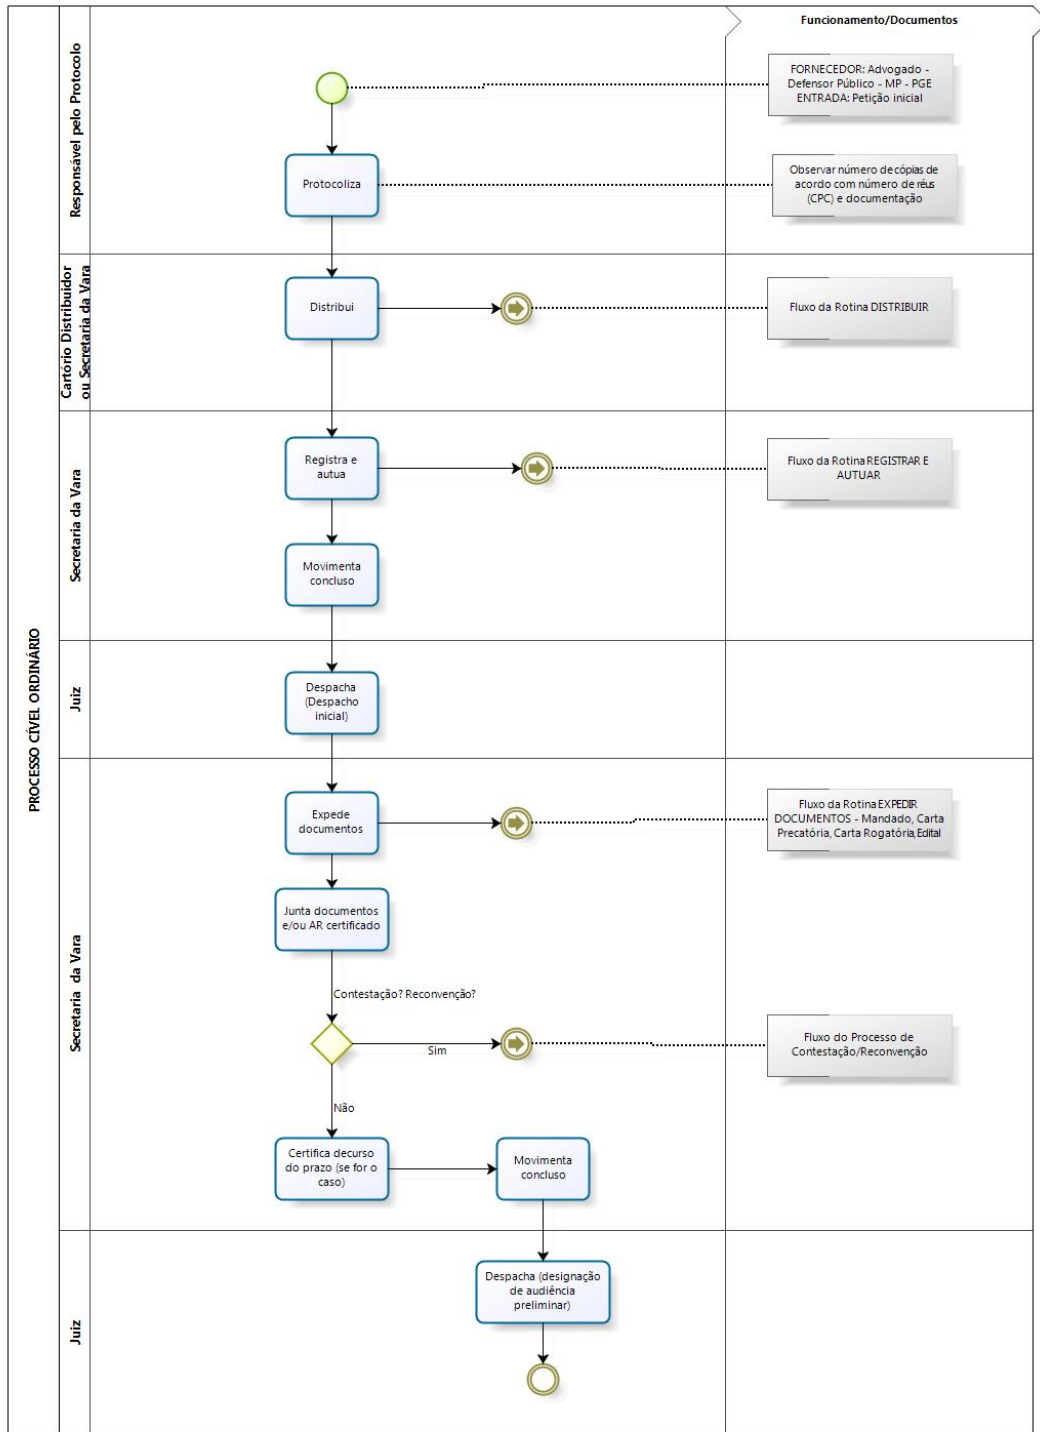 PROCESSO CÍVEL ORDINÁRIO
Funcionamento/Documentos
Responsável pelo Protocolo
FORNECEDOR: Advogado -
Defensor Público - MP - PGE
ENTRADA: Petição inicial
Protocoliza
Observar número de cópias de
acordo com número de réus
(CPC) e documentação
Cartório Distribuidor
ou Secretaria da Vara
Distribui
Fluxo da Rotina DISTRIBUIR
Secretaria da Vara
Registra e
autua
Fluxo da Rotina REGISTRAR E
AUTUAR
Movimenta
concluso
Juiz
Despacha
(Despacho
inicial)
Secretaria da Vara
Expede
documentos
Fluxo da Rotina EXPEDIR
DOCUMENTOS - Mandado, Carta
Precatória, Carta Rogatória, Edital
Junta documentos
e/ou AR certificado
Contestação? Reconvenção?
Sim
Fluxo do Processo de
Contestação/Reconvenção
Não
Certifica decurso
do prazo (se for o
caso)
Movimenta
concluso
Juiz
Despacha (designação
de audiência
preliminar)